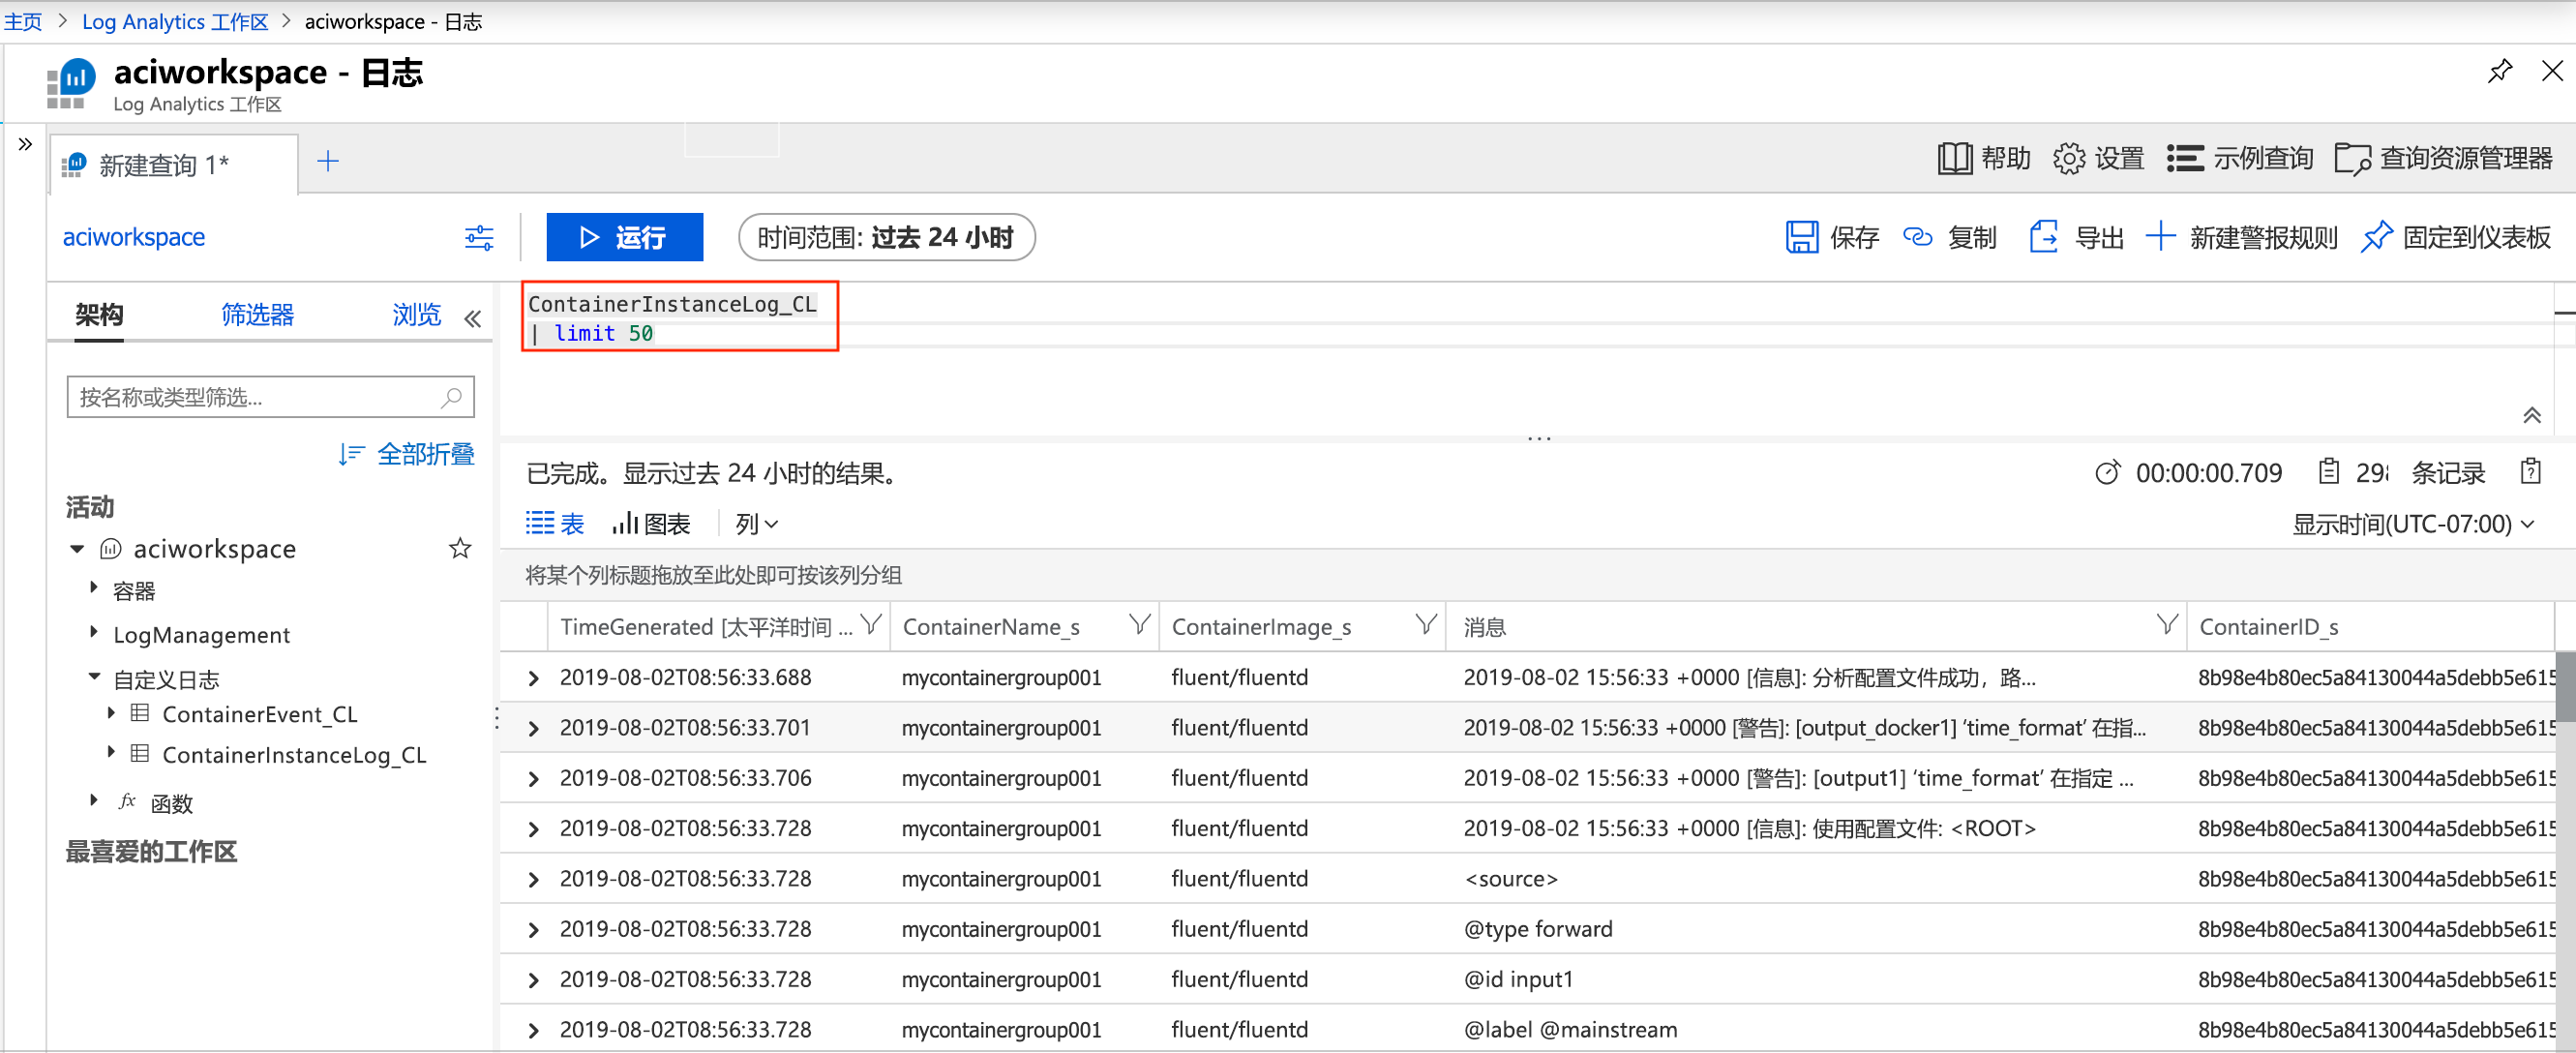 主页 > Log Analytics 工作区 > aciworkspace - 日志
aciworkspace - 日志
Log Analytics 工作区
新建查询 1*
帮助 设置 示例查询 查询资源管理器
aciworkspace 运行 时间范围: 过去 24 小时 保存 复制 导出 新建警报规则 固定到仪表板
架构 筛选器 浏览
ContainerInstanceLog_CL
| limit 50
按名称或类型筛选...
全部折叠
活动
aciworkspace
容器
LogManagement
自定义日志
ContainerEvent_CL
ContainerInstanceLog_CL
fx 函数
最喜爱的工作区
已完成。显示过去 24 小时的结果。 00:00:00.709 条记录
表 图表 列 显示时间(UTC-07:00)
将某个列标题拖放至此处即可按该列分组
TimeGenerated [太平洋时间 ... ContainerName_s ContainerImage_s 消息 ContainerID_s
2019-08-02T08:56:33.688 mycontainergroup001 fluent/fluentd 2019-08-02 15:56:33 +0000 [信息]: 分析配置文件成功，路... 8b98e4b80ec5a84130044a5debb5e615
2019-08-02T08:56:33.701 mycontainergroup001 fluent/fluentd 2019-08-02 15:56:33 +0000 [警告]: [output_docker1] ‘time_format’ 在指... 8b98e4b80ec5a84130044a5debb5e615
2019-08-02T08:56:33.706 mycontainergroup001 fluent/fluentd 2019-08-02 15:56:33 +0000 [警告]: [output1] ‘time_format’ 在指定 ... 8b98e4b80ec5a84130044a5debb5e615
2019-08-02T08:56:33.728 mycontainergroup001 fluent/fluentd 2019-08-02 15:56:33 +0000 [信息]: 使用配置文件: <ROOT> 8b98e4b80ec5a84130044a5debb5e615
2019-08-02T08:56:33.728 mycontainergroup001 fluent/fluentd <source> 8b98e4b80ec5a84130044a5debb5e615
2019-08-02T08:56:33.728 mycontainergroup001 fluent/fluentd @type forward 8b98e4b80ec5a84130044a5debb5e615
2019-08-02T08:56:33.728 mycontainergroup001 fluent/fluentd @id input1 8b98e4b80ec5a84130044a5debb5e615
2019-08-02T08:56:33.728 mycontainergroup001 fluent/fluentd @label @mainstream 8b98e4b80ec5a84130044a5debb5e615